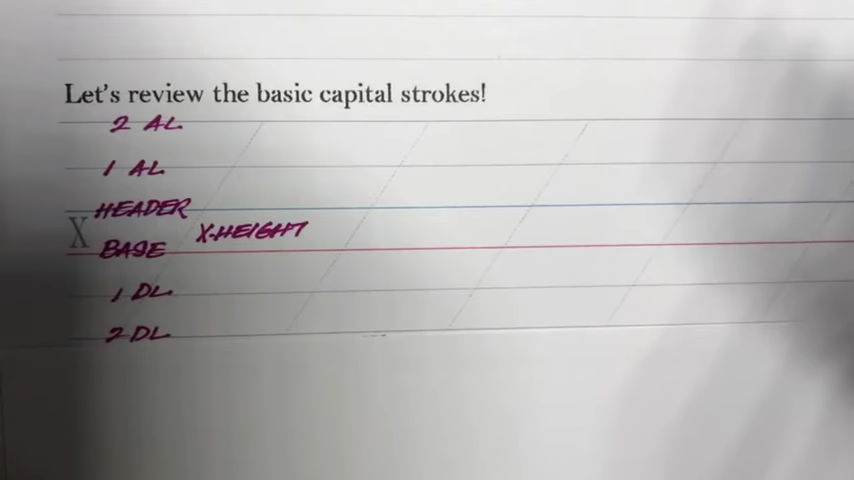 Let's review the basic capital strokes!
2 AL
1 AL
HEADER
X
X-HEIGHT
BASE
1 DL
2 DL